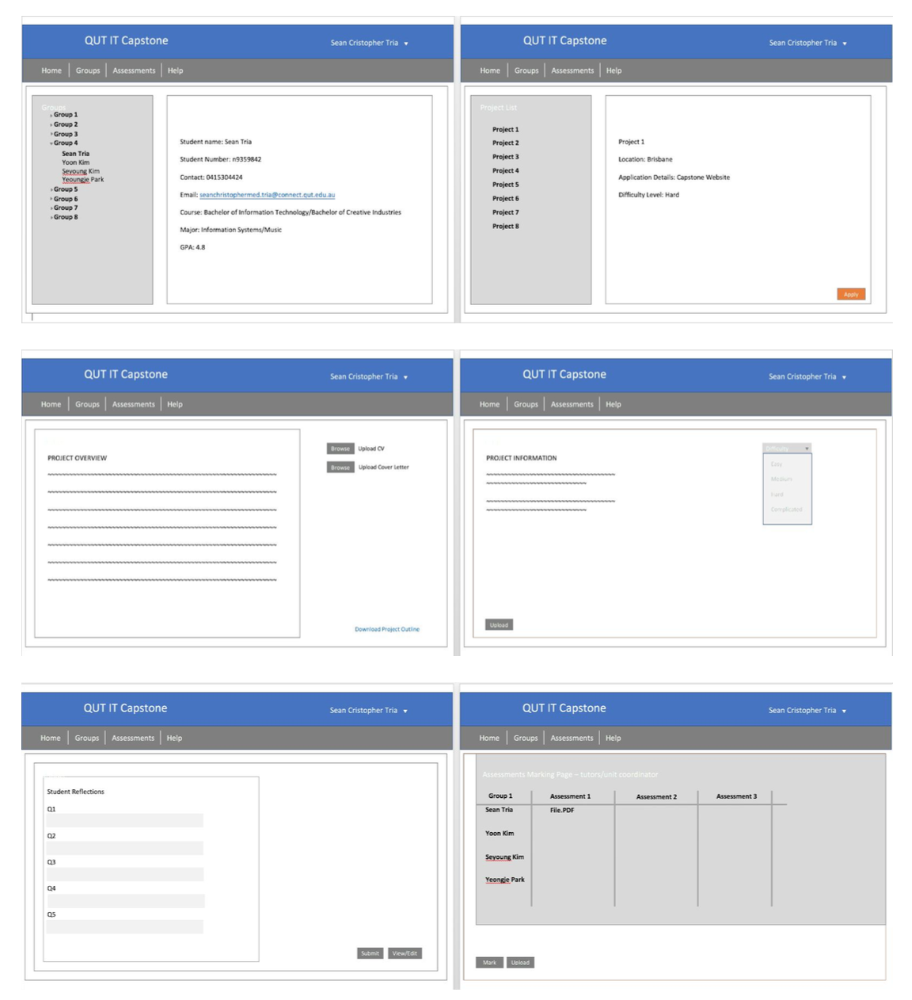 QUT IT Capstone
Sean Cristopher Tria
Home Groups Assessments Help
Groups
Group 1
Group 2
Group 3
Group 4
Sean Tria
Yoon Kim
Seyoung Kim
Yeoungje Park
Group 5
Group 6
Group 7
Group 8
Student name: Sean Tria
Student Number: n9359842
Contact: 0415304424
Email: seanchristophermed.tria@connect.qut.edu.au
Course: Bachelor of Information Technology/Bachelor of Creative Industries
Major: Information Systems/Music
GPA: 4.8
QUT IT Capstone
Sean Cristopher Tria
Home Groups Assessments Help
Project List
Project 1
Project 2
Project 3
Project 4
Project 5
Project 6
Project 7
Project 8
Project 1
Location: Brisbane
Application Details: Capstone Website
Difficulty Level: Hard
Apply
QUT IT Capstone
Sean Cristopher Tria
Home Groups Assessments Help
PROJECT OVERVIEW
Browse Upload CV
Browse Upload Cover Letter
Download Project Outline
QUT IT Capstone
Sean Cristopher Tria
Home Groups Assessments Help
PROJECT INFORMATION
Difficulty
Easy
Medium
Hard
Complicated
Upload
QUT IT Capstone
Sean Cristopher Tria
Home Groups Assessments Help
Student Reflections
Q1
Q2
Q3
Q4
Q5
Submit View/Edit
QUT IT Capstone
Sean Cristopher Tria
Home Groups Assessments Help
Assessments Marking Page – tutors/unit coordinator
Group 1 Assessment 1 Assessment 2 Assessment 3
Sean Tria File.PDF
Yoon Kim
Seyoung Kim
Yeongje Park
Mark Upload